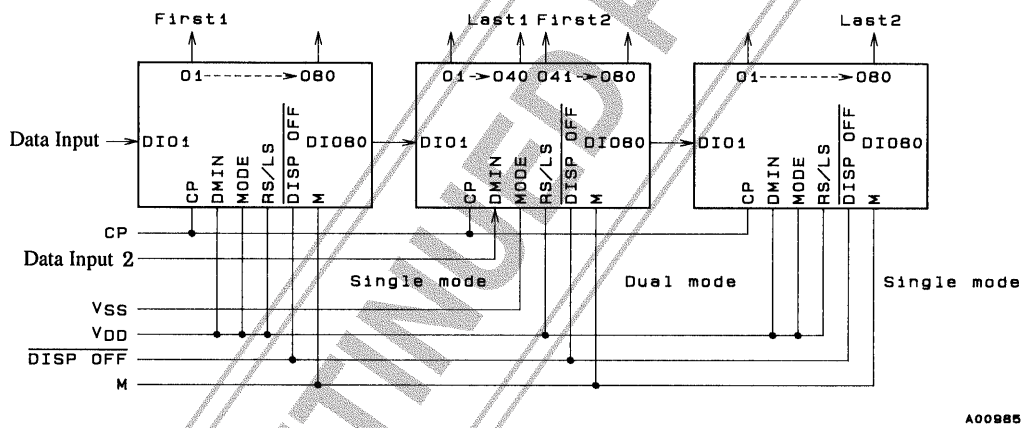 First1 Last1 First2 Last2
O1 O80 O1 O40 O41 O80 O1 O80
Data Input DIO1 DIO80 DIO1 DIO80 DIO1 DIO80
CP DMIN MODE RS/LS DISP OFF M
CP DMIN MODE RS/LS DISP OFF M
CP DMIN MODE RS/LS DISP OFF M
CP
Data Input 2
Single mode Dual mode Single mode
VSS
VDD
DISP OFF
M
TINUED P
A00985